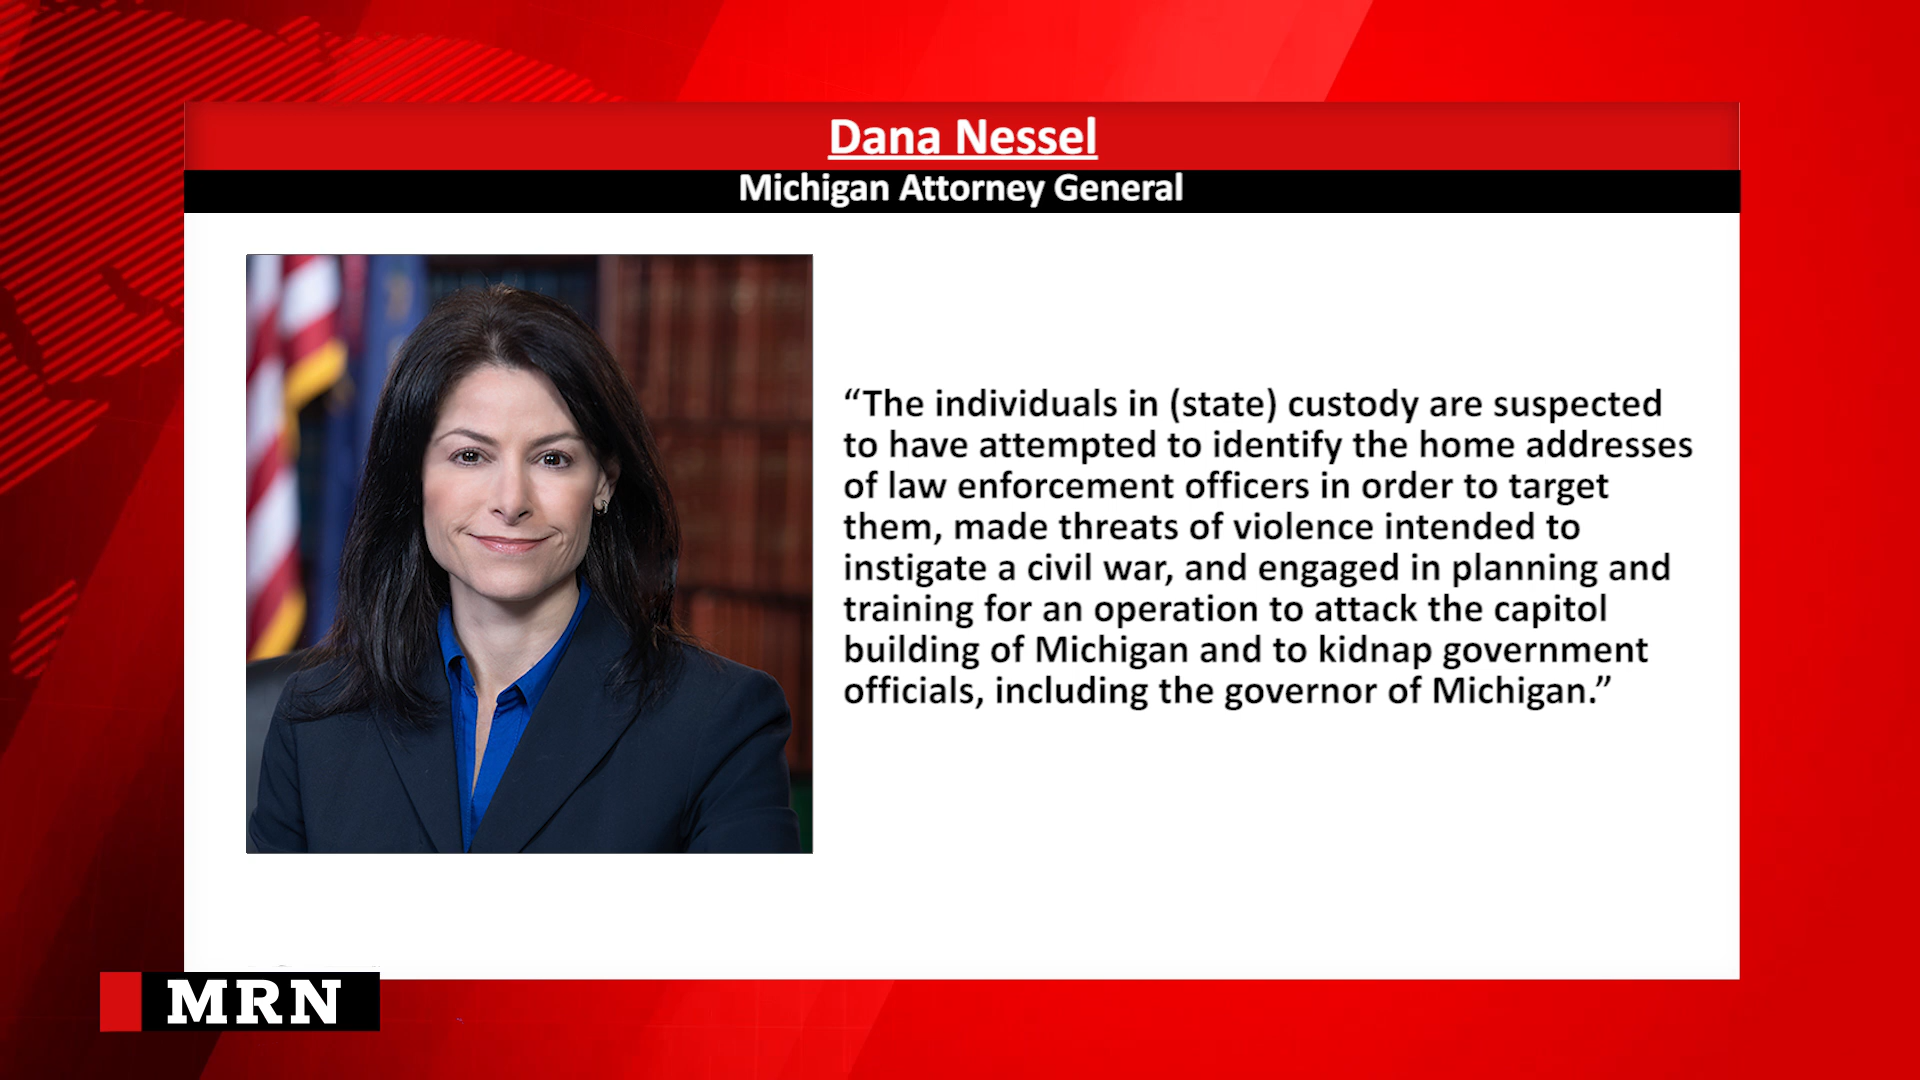 Dana Nessel
Michigan Attorney General
“The individuals in (state) custody are suspected
to have attempted to identify the home addresses
of law enforcement officers in order to target
them, made threats of violence intended to
instigate a civil war, and engaged in planning and
training for an operation to attack the capitol
building of Michigan and to kidnap government
officials, including the governor of Michigan.”
MRN